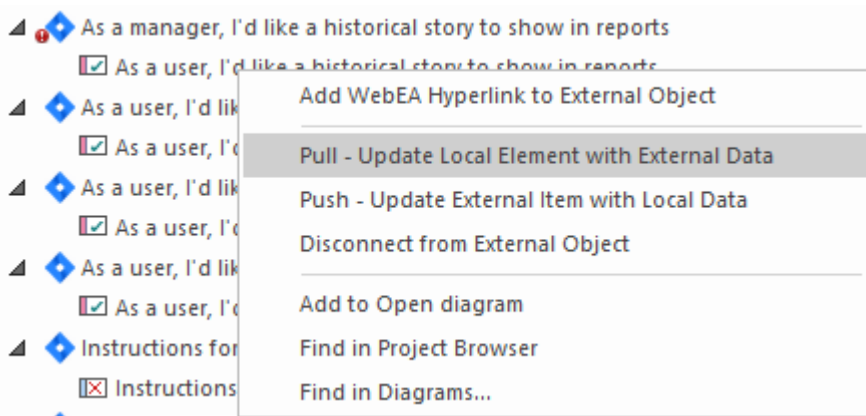 As a manager, I'd like a historical story to show in reports
As a user, I'd like a historical story to show in reports
As a user, I'd lik
As a user, I'd
As a user, I'd lik
As a user, I'd
As a user, I'd lik
As a user, I'd
Instructions for
Instructions
Add WebEA Hyperlink to External Object
Pull - Update Local Element with External Data
Push - Update External Item with Local Data
Disconnect from External Object
Add to Open diagram
Find in Project Browser
Find in Diagrams...